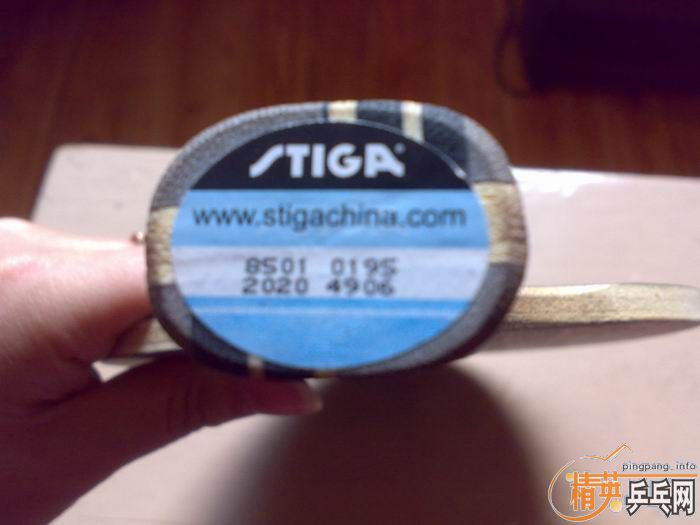 STIGA®
www.stigachina.com
8501 0195
2020 4906
pingpang_info
精英乒乓网